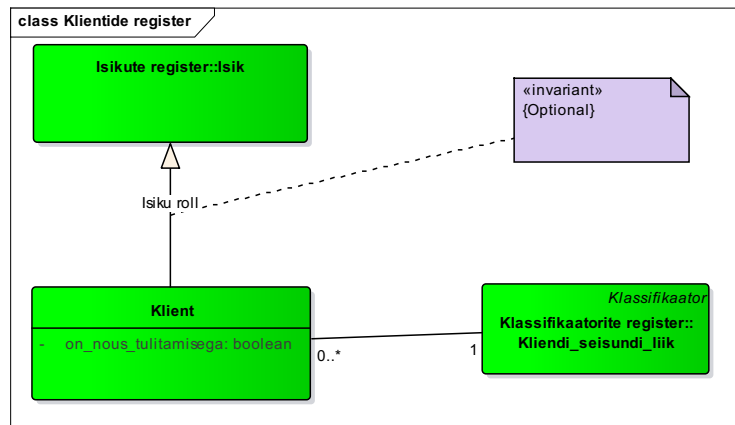 class Klientide register
Isikute register::Isik
«invariant»
{Optional}
Isiku roll
Klient
- on_nous_tulitamisega: boolean
0..*
1
Klassifikaator
Klassifikaatorite register::
Kliendi_seisundi_liik